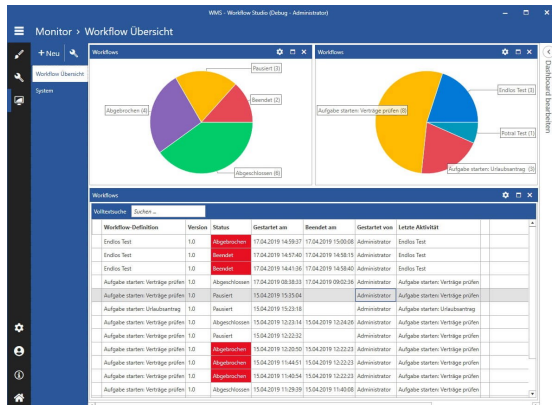 WMS - Workflow Studio (Debug - Administrator)
Monitor > Workflow Übersicht
+ Neu
Workflow Übersicht
System
Workflows
Pausiert (3)
Beendet (2)
Abgebrochen (4)
Abgeschlossen (6)
Workflows
Endlos Test (3)
Aufgabe starten: Verträge prüfen (8)
Potral Test (1)
Aufgabe starten: Urlaubsantrag (3)
Dashboard bearbeiten
Workflows
Volltextsuche Suchen ...
Workflow-Definition Version Status Gestartet am Beendet am Gestartet von Letzte Aktivität
Endlos Test 1.0 Abgebrochen 17.04.2019 14:59:37 17.04.2019 15:00:08 Administrator Endlos Test
Endlos Test 1.0 Beendet 17.04.2019 14:57:40 17.04.2019 14:58:15 Administrator Endlos Test
Endlos Test 1.0 Beendet 17.04.2019 14:41:36 17.04.2019 14:58:40 Administrator Endlos Test
Aufgabe starten: Verträge prüfen 1.0 Abgeschlossen 17.04.2019 08:38:33 17.04.2019 09:02:36 Administrator Aufgabe starten: Verträge prüfen
Aufgabe starten: Verträge prüfen 1.0 Pausiert 15.04.2019 15:35:04 Administrator Aufgabe starten: Verträge prüfen
Aufgabe starten: Urlaubsantrag 1.0 Pausiert 15.04.2019 15:23:18 Administrator Aufgabe starten: Urlaubsantrag
Aufgabe starten: Verträge prüfen 1.0 Abgeschlossen 15.04.2019 12:23:14 15.04.2019 12:24:26 Administrator Aufgabe starten: Verträge prüfen
Aufgabe starten: Verträge prüfen 1.0 Pausiert 15.04.2019 12:22:32 Administrator Aufgabe starten: Verträge prüfen
Aufgabe starten: Verträge prüfen 1.0 Abgebrochen 15.04.2019 12:20:50 15.04.2019 12:22:23 Administrator Aufgabe starten: Verträge prüfen
Aufgabe starten: Verträge prüfen 1.0 Abgebrochen 15.04.2019 11:44:51 15.04.2019 12:22:23 Administrator Aufgabe starten: Verträge prüfen
Aufgabe starten: Verträge prüfen 1.0 Abgebrochen 15.04.2019 11:40:54 15.04.2019 12:22:23 Administrator Aufgabe starten: Verträge prüfen
Aufgabe starten: Verträge prüfen 1.0 Abgeschlossen 15.04.2019 11:29:39 15.04.2019 11:40:08 Administrator Aufgabe starten: Verträge prüfen